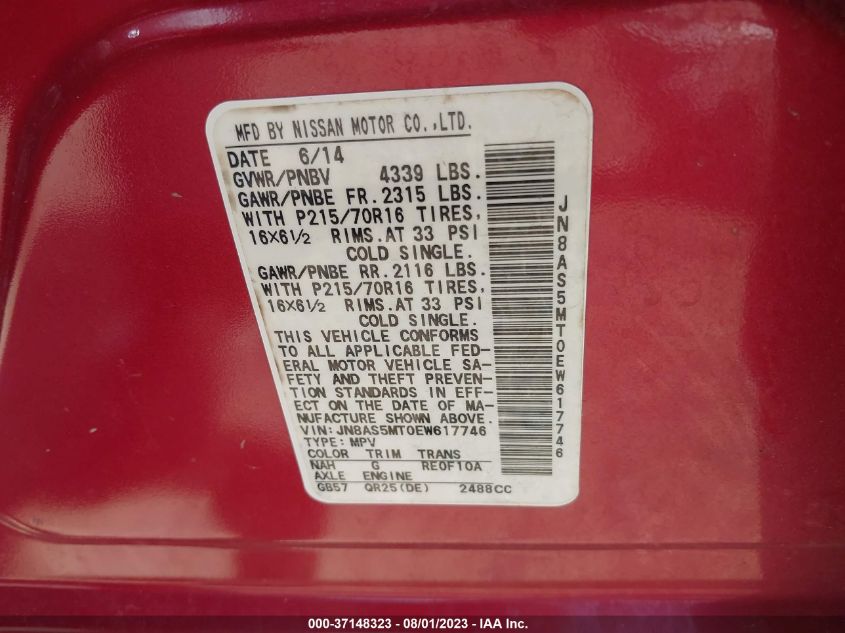 MFD BY NISSAN MOTOR CO.,LTD.
DATE 6/14
GVWR/PNBV 4339 LBS.
GAWR/PNBE FR. 2315 LBS.
WITH P215/70R16 TIRES,
16X6½ RIMS. AT 33 PSI
COLD SINGLE.
GAWR/PNBE RR. 2116 LBS.
WITH P215/70R16 TIRES,
16X6½ RIMS. AT 33 PSI
COLD SINGLE.
THIS VEHICLE CONFORMS
TO ALL APPLICABLE FED-
ERAL MOTOR VEHICLE SA-
FETY AND THEFT PREVEN-
TION STANDARDS IN EFF-
ECT ON THE DATE OF MA-
NUFACTURE SHOWN ABOVE.
VIN: JN8AS5MT0EW617746
TYPE: MPV
COLOR TRIM TRANS
NAH G RE0F10A
AXLE ENGINE
GB57 QR25(DE) 2488CC
JN8AS5MT0EW617746
000-37148323 - 08/01/2023 - IAAI Inc.